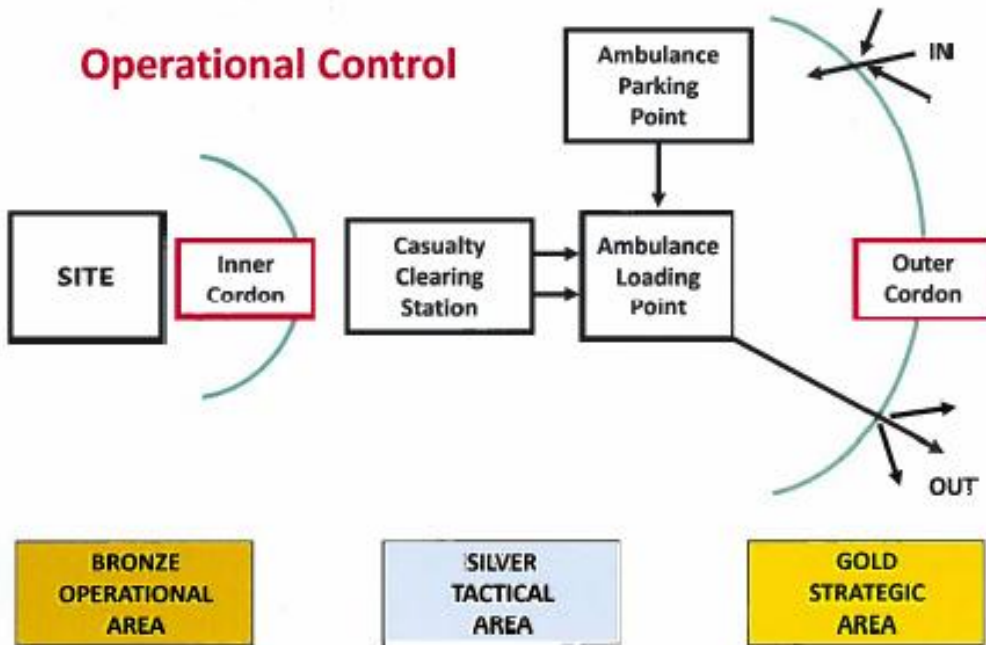 Operational Control
Ambulance
Parking
Point
IN
SITE
Inner
Cordon
Casualty
Clearing
Station
Ambulance
Loading
Point
Outer
Cordon
OUT
BRONZE
OPERATIONAL
AREA
SILVER
TACTICAL
AREA
GOLD
STRATEGIC
AREA